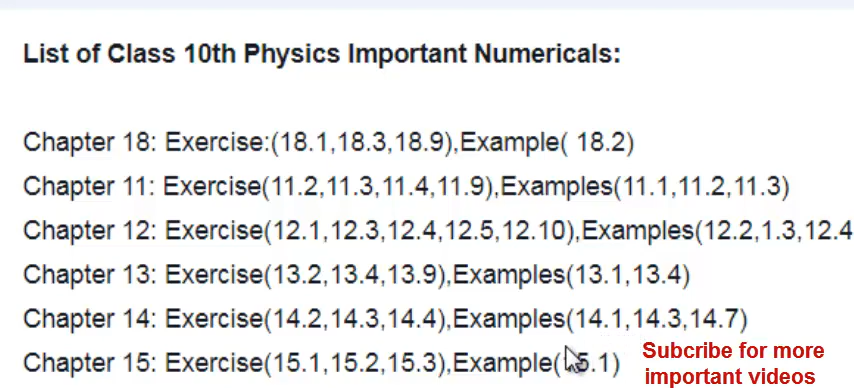 List of Class 10th Physics Important Numericals:
Chapter 18: Exercise:(18.1,18.3,18.9),Example( 18.2)
Chapter 11: Exercise(11.2,11.3,11.4,11.9),Examples(11.1,11.2,11.3)
Chapter 12: Exercise(12.1,12.3,12.4,12.5,12.10),Examples(12.2,1.3,12.4
Chapter 13: Exercise(13.2,13.4,13.9),Examples(13.1,13.4)
Chapter 14: Exercise(14.2,14.3,14.4),Examples(14.1,14.3,14.7)
Chapter 15: Exercise(15.1,15.2,15.3),Example( 5.1)
Subcribe for more
important videos